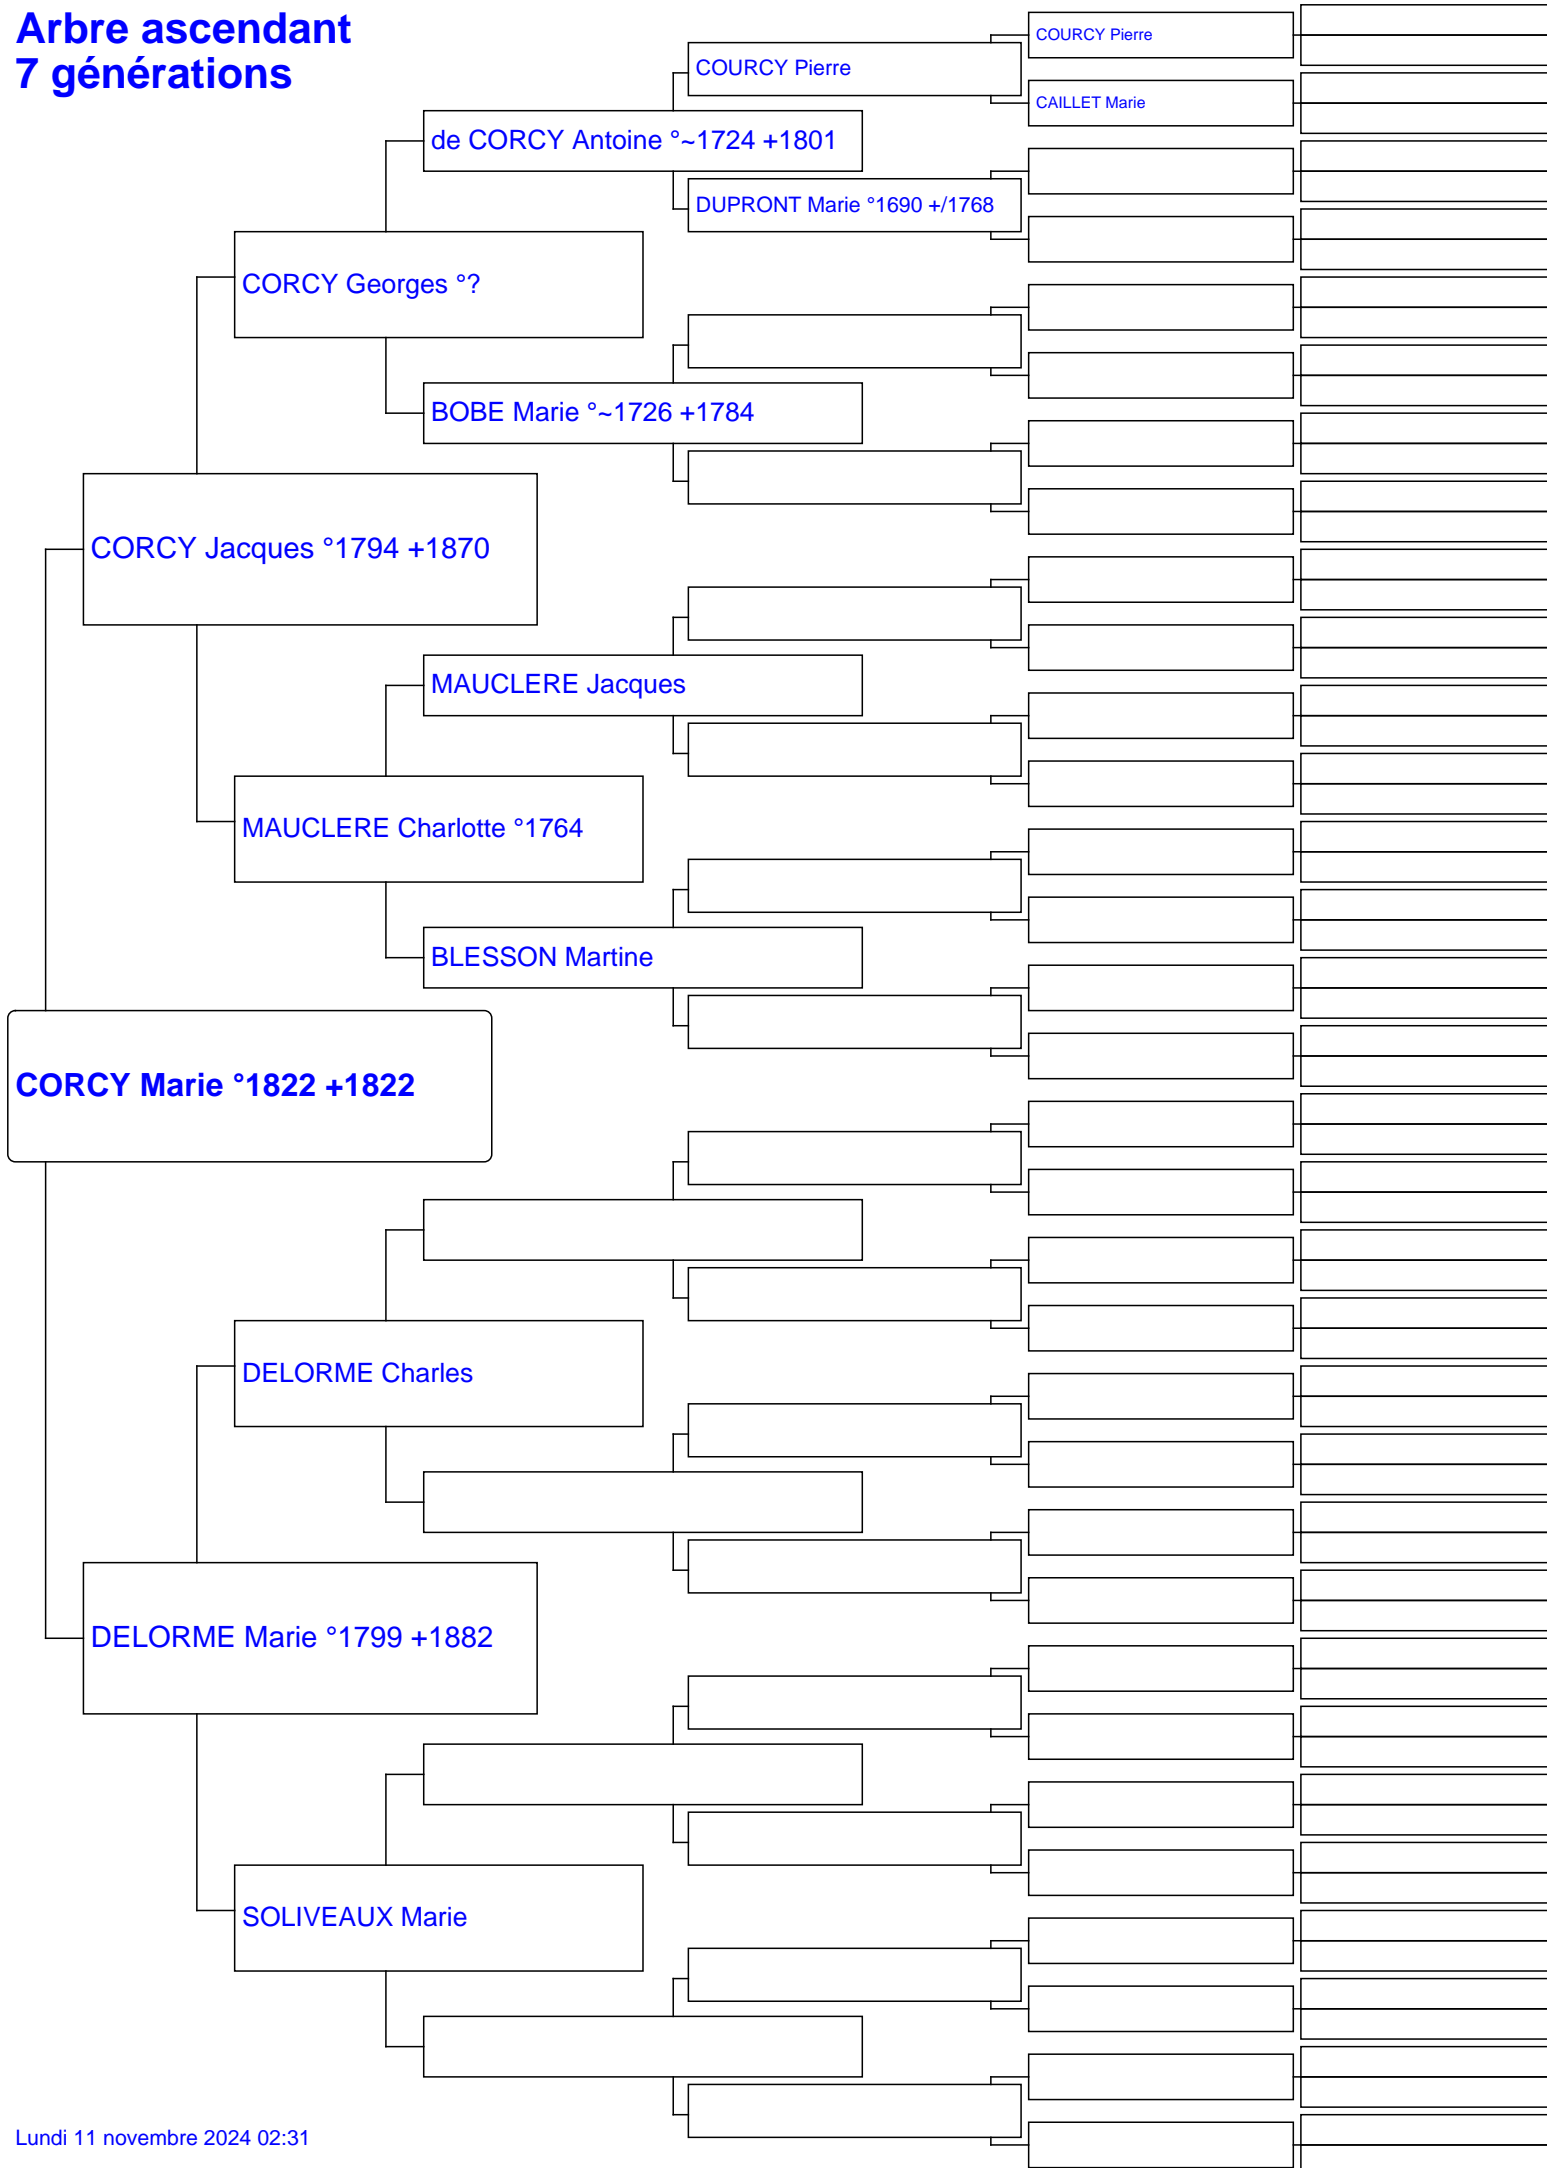 Arbre ascendant
7 générations
COURCY Pierre
COURCY Pierre
CAILLET Marie
de CORCY Antoine °~1724 +1801
DUPRONT Marie °1690 +/1768
CORCY Georges °?
BOBE Marie °~1726 +1784
CORCY Jacques °1794 +1870
MAUCLERE Jacques
MAUCLERE Charlotte °1764
BLESSON Martine
CORCY Marie °1822 +1822
DELORME Charles
DELORME Marie °1799 +1882
SOLIVEAUX Marie
Lundi 11 novembre 2024 02:31